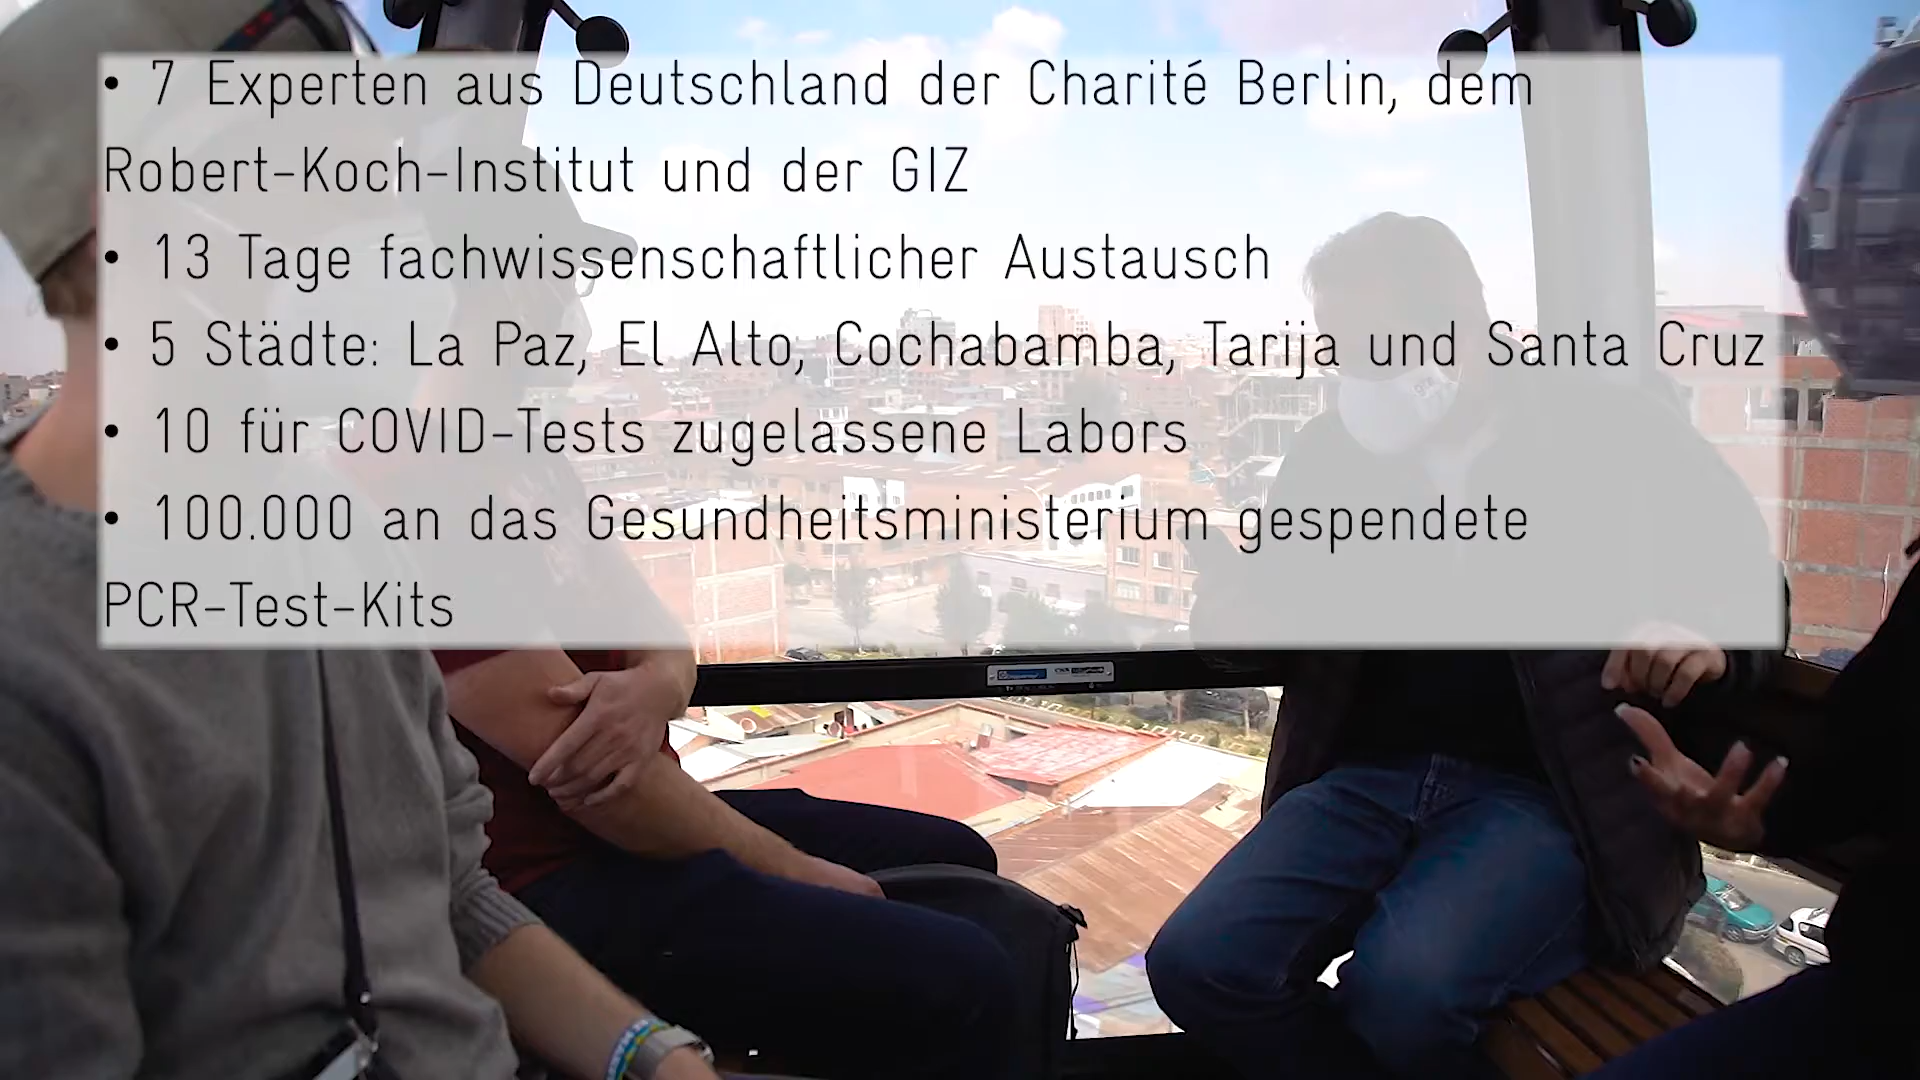 • 7 Experten aus Deutschland der Charité Berlin, dem
Robert-Koch-Institut und der GIZ
• 13 Tage fachwissenschaftlicher Austausch
• 5 Städte: La Paz, El Alto, Cochabamba, Tarija und Santa Cruz
• 10 für COVID-Tests zugelassene Labors
• 100.000 an das Gesundheitsministerium gespendete
PCR-Test-Kits